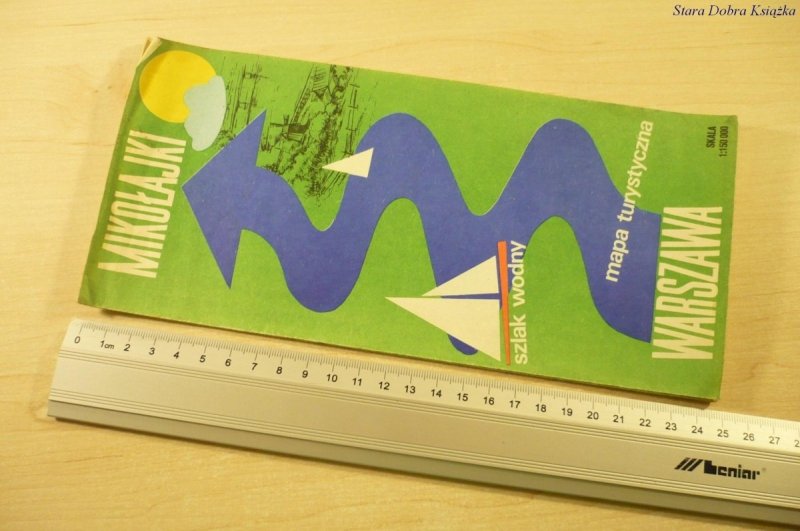 Stara Dobra Książka
MIKOŁAJKI
szlak wodny
mapa turystyczna
WARSZAWA
SKALA
1:150 000
0 1cm 2 3 4 5 6 7 8 9 10 11 12 13 14 15 16 17 18 19 20 21 22 23 24 25 26 27
leniar®